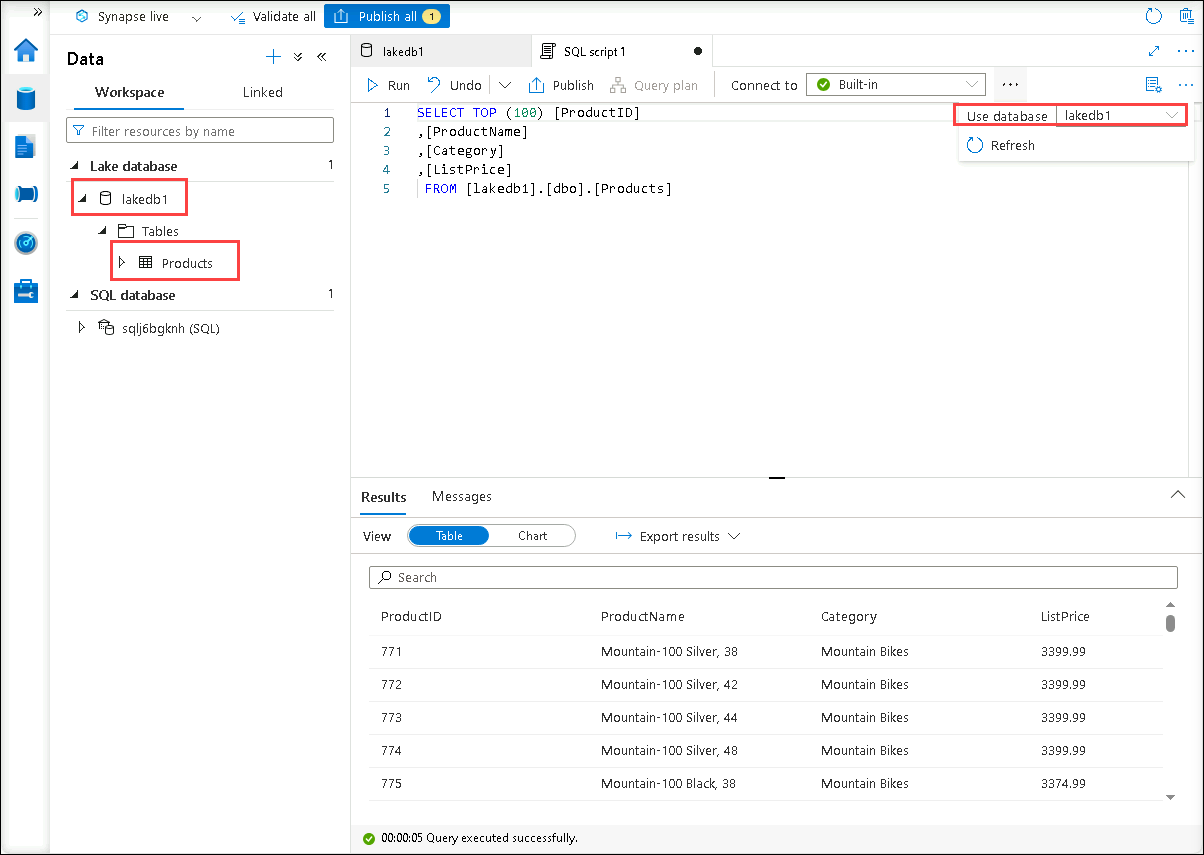 Synapse live Validate all Publish all 1
Data
Workspace Linked
Filter resources by name
Lake database 1
lakedb1
Tables
Products
SQL database 1
sqlj6bgknh (SQL)
lakedb1 SQL script 1
Run Undo Publish Query plan Connect to Built-in
Use database lakedb1
Refresh
1 SELECT TOP (100) [ProductID]
2 ,[ProductName]
3 ,[Category]
4 ,[ListPrice]
5 FROM [lakedb1].[dbo].[Products]
Results Messages
View Table Chart Export results
Search
ProductID ProductName Category ListPrice
771 Mountain-100 Silver, 38 Mountain Bikes 3399.99
772 Mountain-100 Silver, 42 Mountain Bikes 3399.99
773 Mountain-100 Silver, 44 Mountain Bikes 3399.99
774 Mountain-100 Silver, 48 Mountain Bikes 3399.99
775 Mountain-100 Black, 38 Mountain Bikes 3374.99
00:00:05 Query executed successfully.